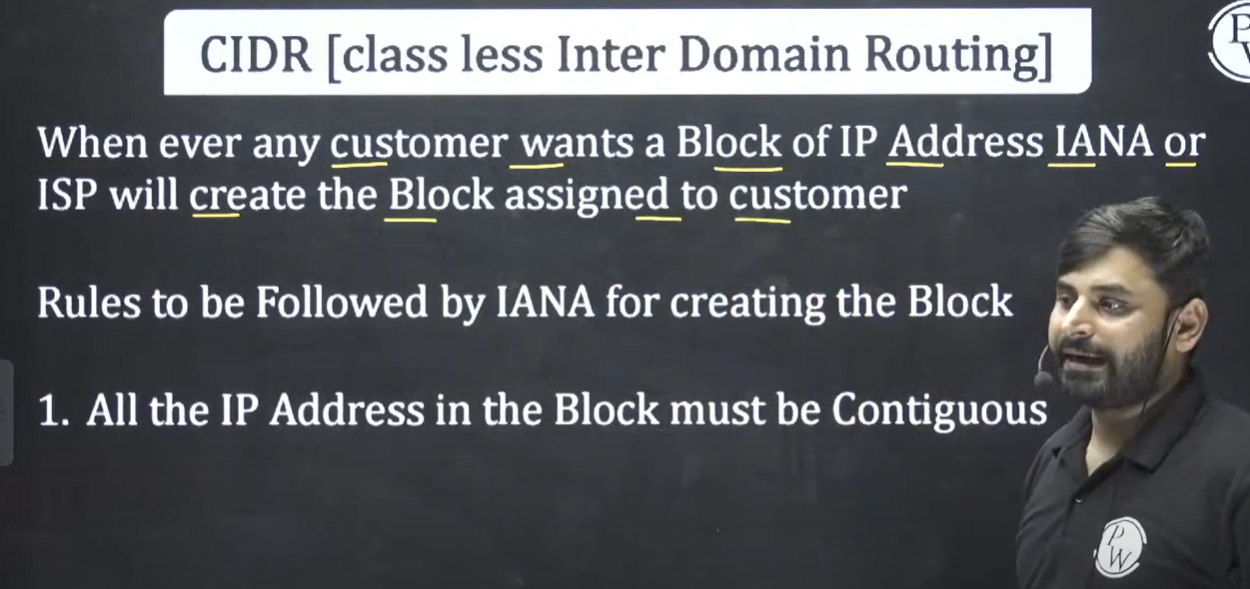 CIDR [class less Inter Domain Routing]
When ever any customer wants a Block of IP Address IANA or
ISP will create the Block assigned to customer
Rules to be Followed by IANA for creating the Block
1. All the IP Address in the Block must be Contiguous
P
W
P
W